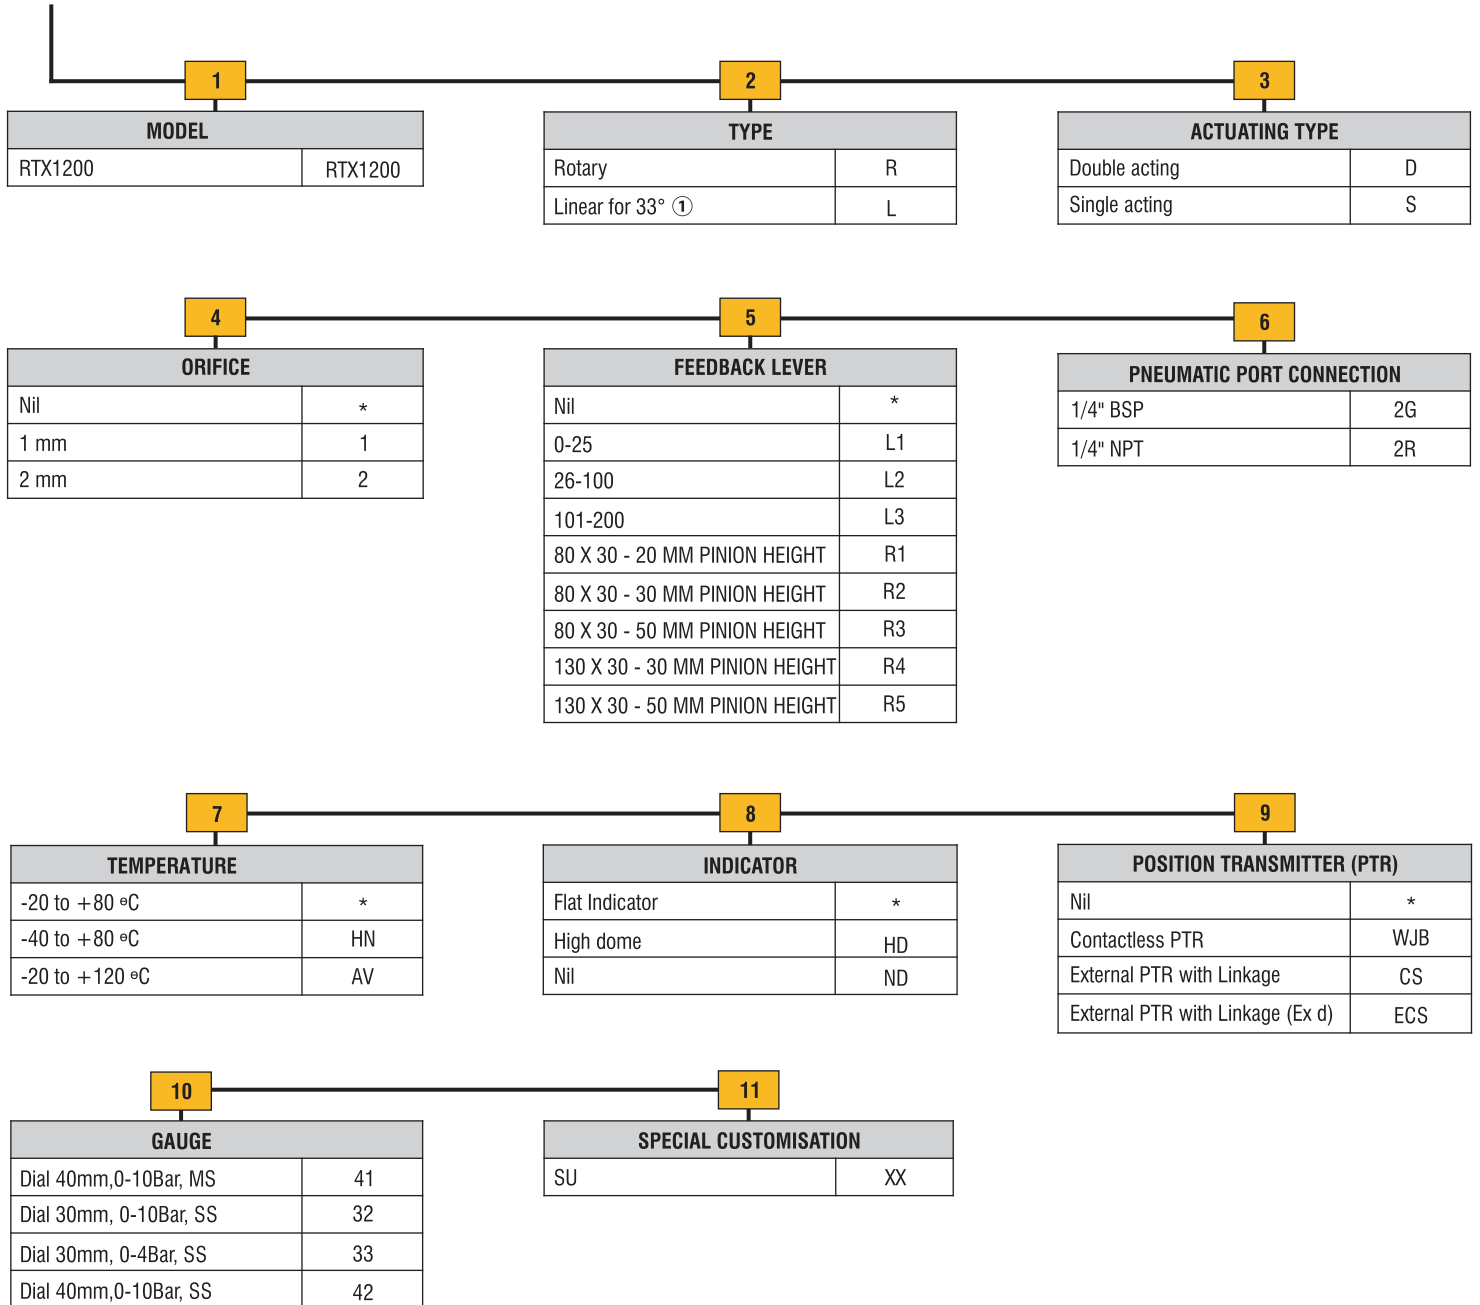 1 2 3
MODEL
RTX1200 RTX1200
TYPE
Rotary R
Linear for 33° ① L
ACTUATING TYPE
Double acting D
Single acting S
4 5 6
ORIFICE
Nil *
1 mm 1
2 mm 2
FEEDBACK LEVER
Nil *
0-25 L1
26-100 L2
101-200 L3
80 X 30 - 20 MM PINION HEIGHT R1
80 X 30 - 30 MM PINION HEIGHT R2
80 X 30 - 50 MM PINION HEIGHT R3
130 X 30 - 30 MM PINION HEIGHT R4
130 X 30 - 50 MM PINION HEIGHT R5
PNEUMATIC PORT CONNECTION
1/4" BSP 2G
1/4" NPT 2R
7 8 9
TEMPERATURE
-20 to +80 ºC *
-40 to +80 ºC HN
-20 to +120 ºC AV
INDICATOR
Flat Indicator *
High dome HD
Nil ND
POSITION TRANSMITTER (PTR)
Nil *
Contactless PTR WJB
External PTR with Linkage CS
External PTR with Linkage (Ex d) ECS
10 11
GAUGE
Dial 40mm,0-10Bar, MS 41
Dial 30mm, 0-10Bar, SS 32
Dial 30mm, 0-4Bar, SS 33
Dial 40mm,0-10Bar, SS 42
SPECIAL CUSTOMISATION
SU XX